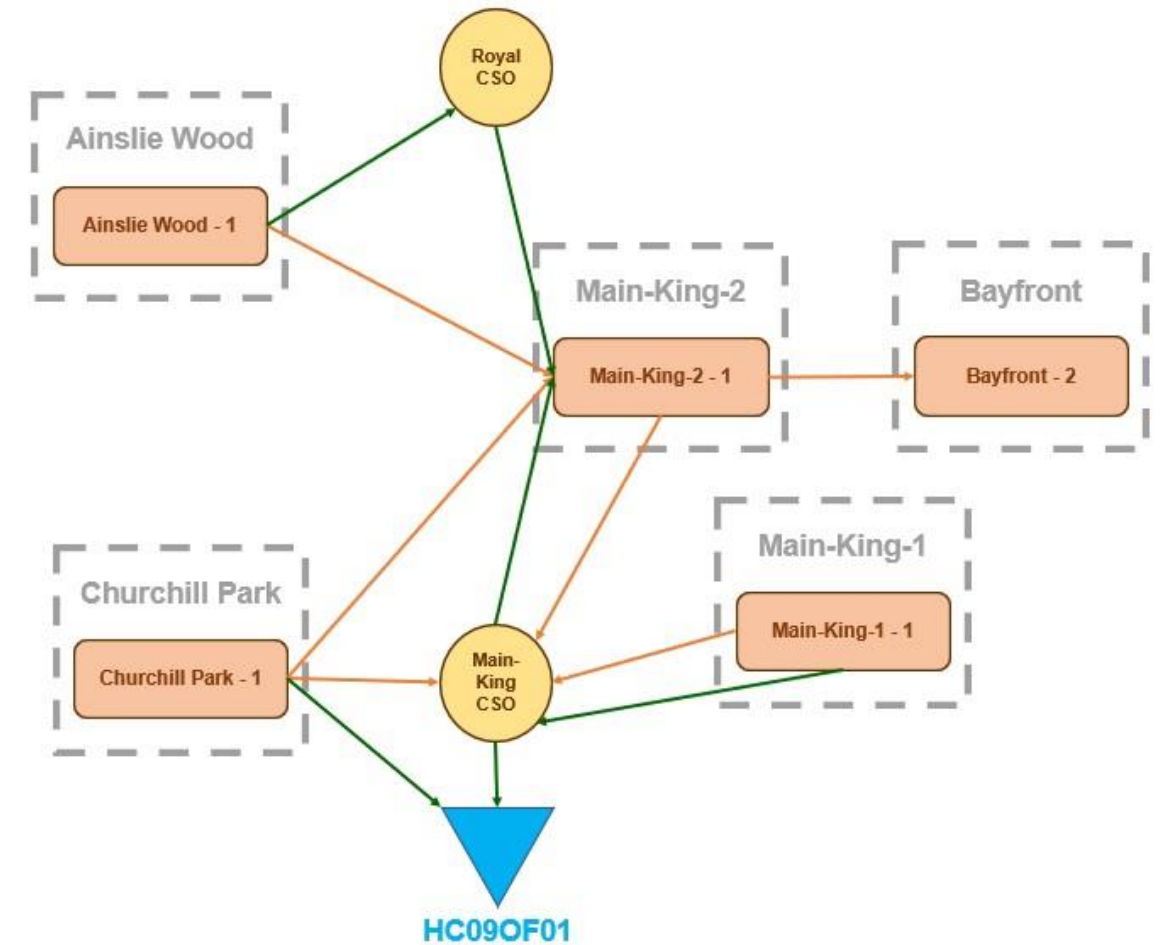 Royal
CSO
Ainslie Wood
Ainslie Wood - 1
Main-King-2
Main-King-2 - 1
Bayfront
Bayfront - 2
Main-King-1
Main-King-1 - 1
Churchill Park
Churchill Park - 1
Main-
King
CSO
HC09OF01